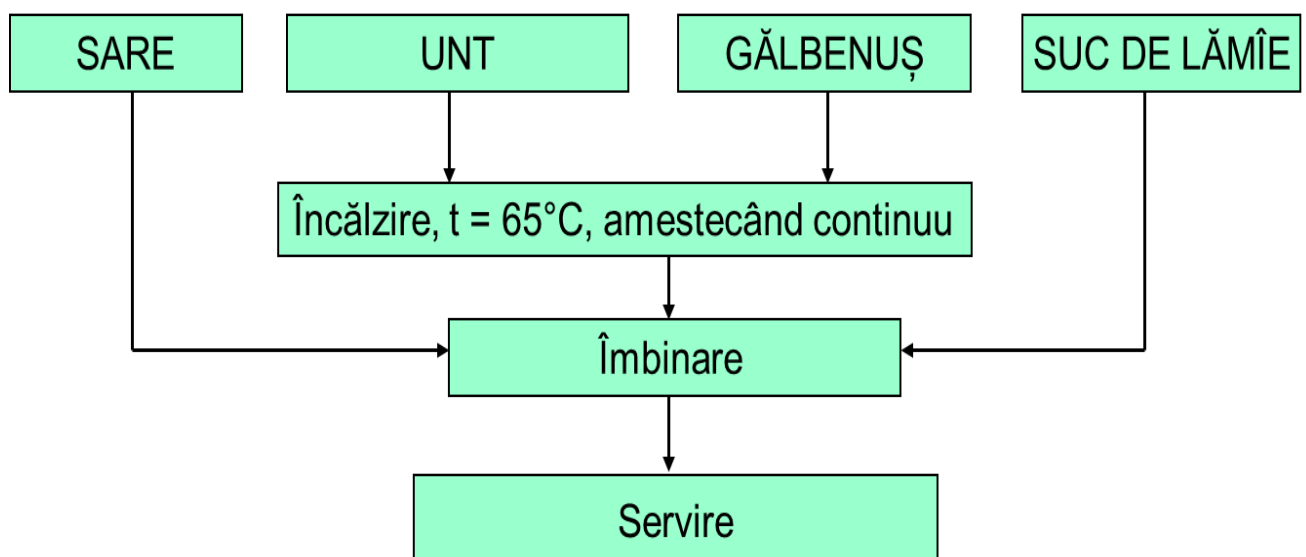 SARE
UNT
GĂLBENUȘ
SUC DE LĂMÎE
Încălzire, t = 65°C, amestecând continuu
Îmbinare
Servire